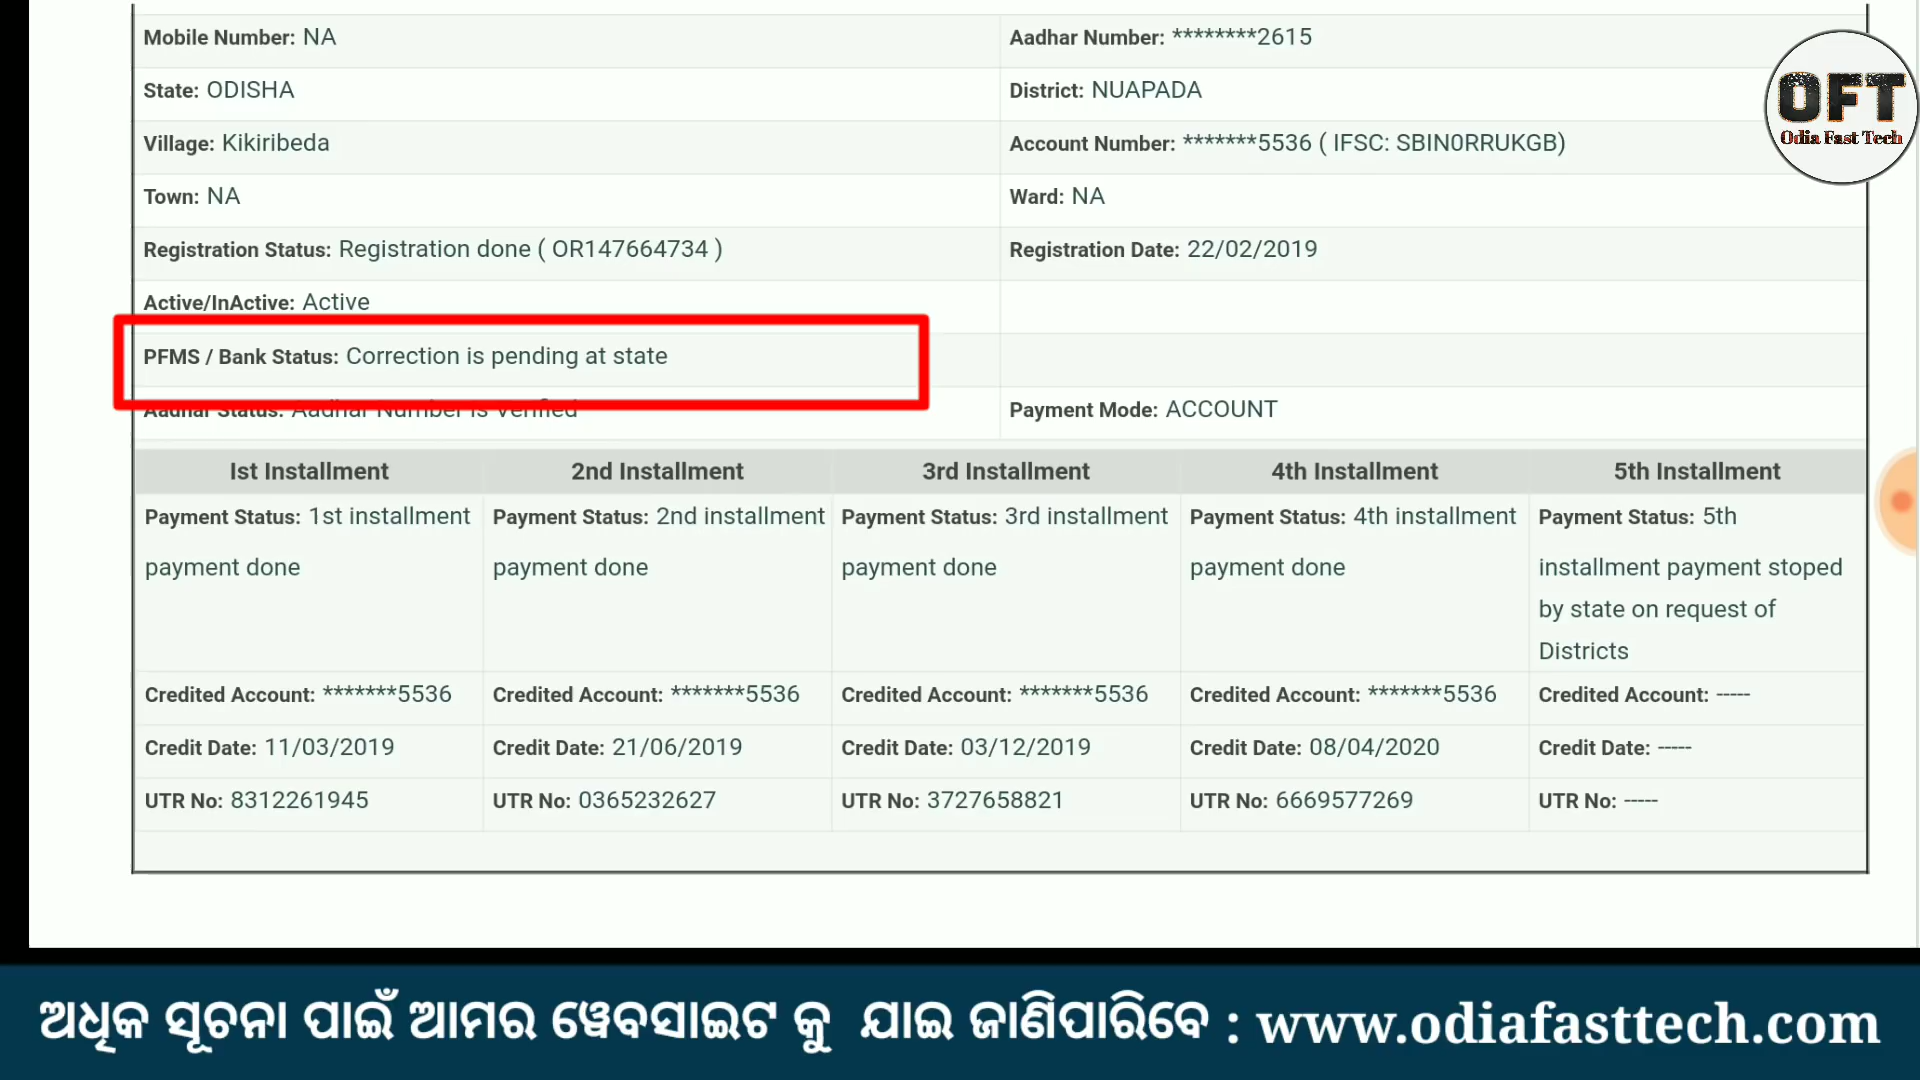 Mobile Number: NA
Aadhar Number: ********2615
State: ODISHA
District: NUAPADA
Village: Kikiribeda
Account Number: *******5536 ( IFSC: SBIN0RRUKGB)
Town: NA
Ward: NA
Registration Status: Registration done ( OR147664734 )
Registration Date: 22/02/2019
Active/InActive: Active
PFMS / Bank Status: Correction is pending at state
Aadhar Status: Aadhar Number is Verified
Payment Mode: ACCOUNT
Ist Installment
2nd Installment
3rd Installment
4th Installment
5th Installment
Payment Status: 1st installment
payment done
Payment Status: 2nd installment
payment done
Payment Status: 3rd installment
payment done
Payment Status: 4th installment
payment done
Payment Status: 5th
installment payment stoped
by state on request of
Districts
Credited Account: *******5536
Credited Account: *******5536
Credited Account: *******5536
Credited Account: *******5536
Credited Account: -----
Credit Date: 11/03/2019
Credit Date: 21/06/2019
Credit Date: 03/12/2019
Credit Date: 08/04/2020
Credit Date: -----
UTR No: 8312261945
UTR No: 0365232627
UTR No: 3727658821
UTR No: 6669577269
UTR No: -----
OFT
Odia Fast Tech
ଅଧିକ ସୂଚନା ପାଇଁ ଆମର ୱେବସାଇଟ କୁ ଯାଇ ଜାଣିପାରିବେ : www.odiafasttech.com